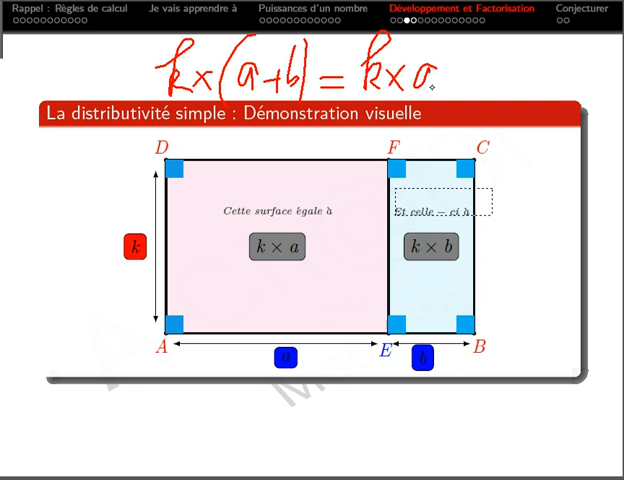 Rappel : Règles de calcul Je vais apprendre à Puissances d'un nombre Développement et Factorisation Conjecturer
k × (a + b) = k × a
La distributivité simple : Démonstration visuelle
D F C
Cette surface égale à Et celle − ci à
k k × a k × b
A E B
a b